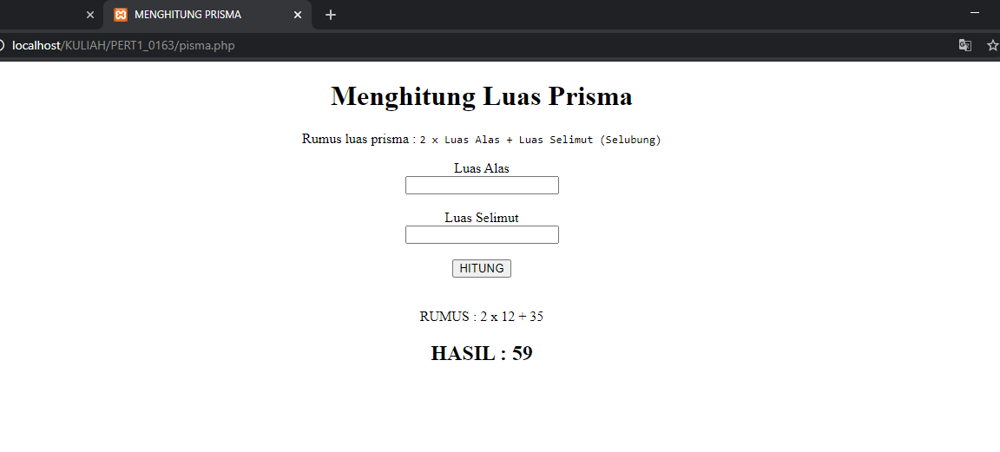 MENGHITUNG PRISMA
localhost/KULIAH/PERT1_0163/pisma.php
Menghitung Luas Prisma
Rumus luas prisma : 2 x Luas Alas + Luas Selimut (Selubung)
Luas Alas
Luas Selimut
HITUNG
RUMUS : 2 x 12 + 35
HASIL : 59